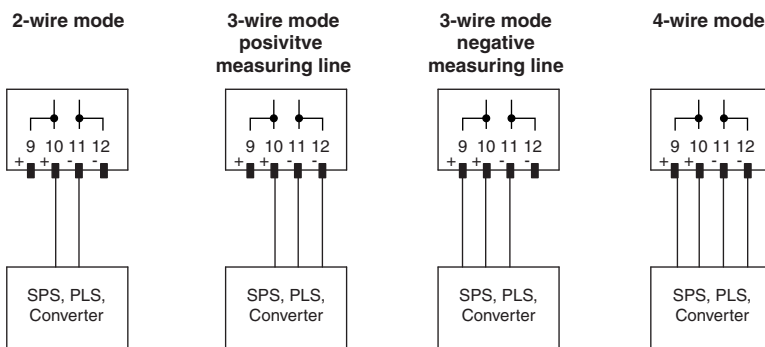 2-wire mode
3-wire mode
posivitve
measuring line
3-wire mode
negative
measuring line
4-wire mode
9 10 11 12
+ + - -
9 10 11 12
+ + - -
9 10 11 12
+ + - -
9 10 11 12
+ + - -
SPS, PLS,
Converter
SPS, PLS,
Converter
SPS, PLS,
Converter
SPS, PLS,
Converter